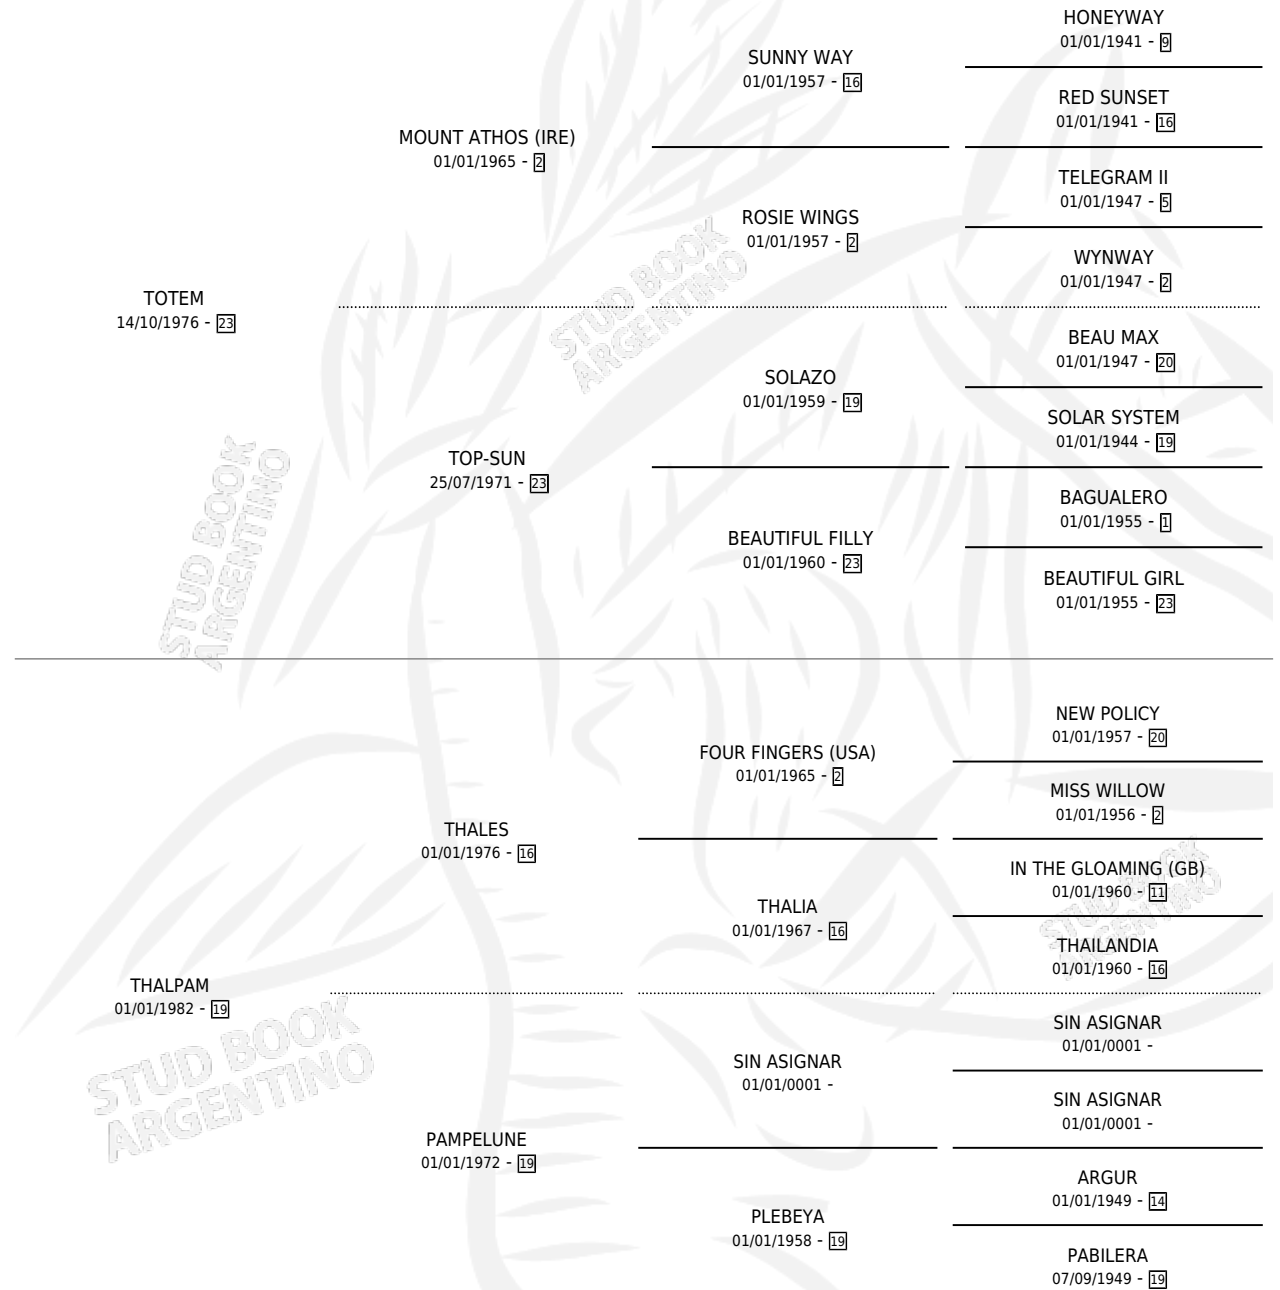 HONEYWAY
01/01/1941 - 9
SUNNY WAY
01/01/1957 - 16
RED SUNSET
01/01/1941 - 16
MOUNT ATHOS (IRE)
01/01/1965 - 2
TELEGRAM II
01/01/1947 - 5
ROSIE WINGS
01/01/1957 - 2
WYNWAY
01/01/1947 - 2
TOTEM
14/10/1976 - 23
BEAU MAX
01/01/1947 - 20
SOLAZO
01/01/1959 - 19
SOLAR SYSTEM
01/01/1944 - 19
TOP-SUN
25/07/1971 - 23
BAGUALERO
01/01/1955 - 1
BEAUTIFUL FILLY
01/01/1960 - 23
BEAUTIFUL GIRL
01/01/1955 - 23
STUD BOOK
ARGENTINO
STUD BOOK
ARGENTINO
NEW POLICY
01/01/1957 - 20
FOUR FINGERS (USA)
01/01/1965 - 2
MISS WILLOW
01/01/1956 - 2
THALES
01/01/1976 - 16
IN THE GLOAMING (GB)
01/01/1960 - 11
THALIA
01/01/1967 - 16
THAILANDIA
01/01/1960 - 16
THALPAM
01/01/1982 - 19
SIN ASIGNAR
01/01/0001 -
SIN ASIGNAR
01/01/0001 -
SIN ASIGNAR
01/01/0001 -
PAMPELUNE
01/01/1972 - 19
ARGUR
01/01/1949 - 14
PLEBEYA
01/01/1958 - 19
PABILERA
07/09/1949 - 19
STUD BOOK
ARGENTINO
STUD BOOK
ARGENTINO